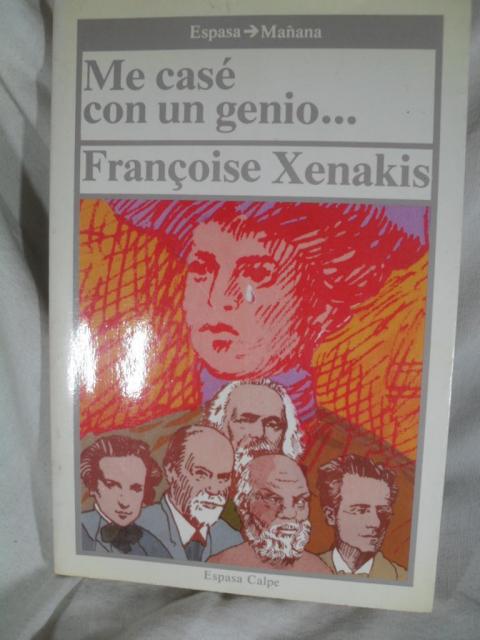 Espasa➔Mañana
Me casé
con un genio...
Françoise Xenakis
Espasa Calpe